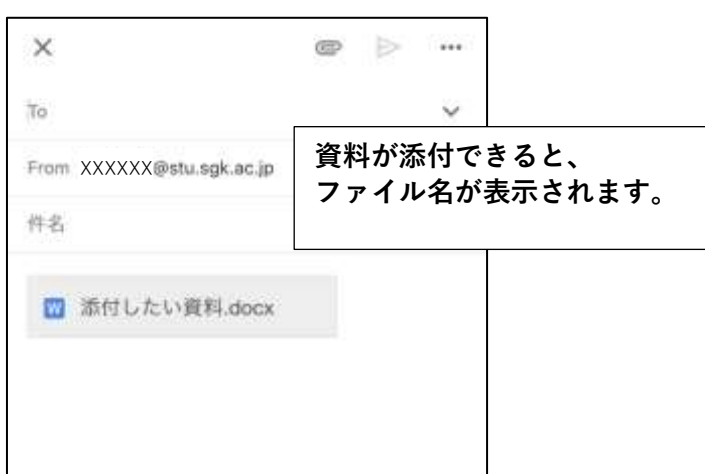 To
From XXXXXX@stu.sgk.ac.jp
件名
W 添付したい資料.docx
資料が添付できると、
ファイル名が表示されます。